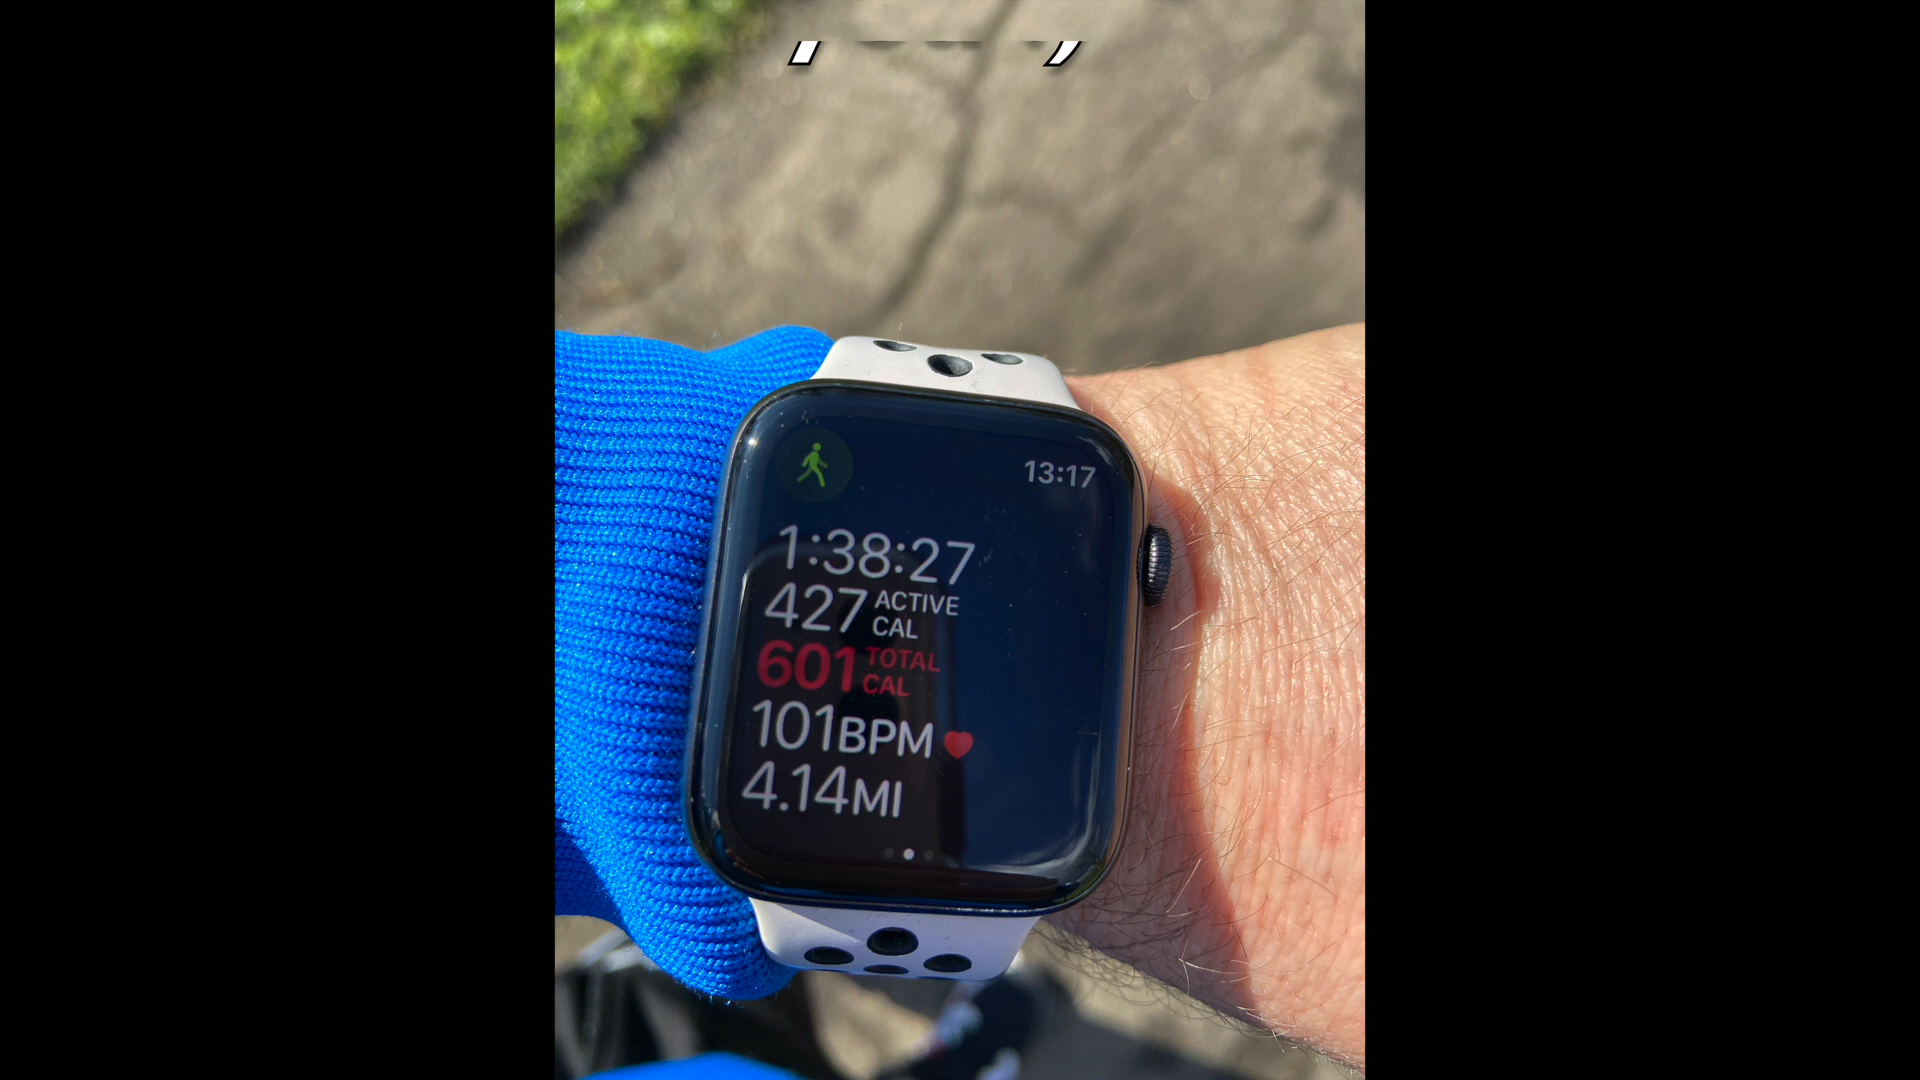 13:17
1:38:27
427 ACTIVE CAL
601 TOTAL CAL
101BPM
4.14MI